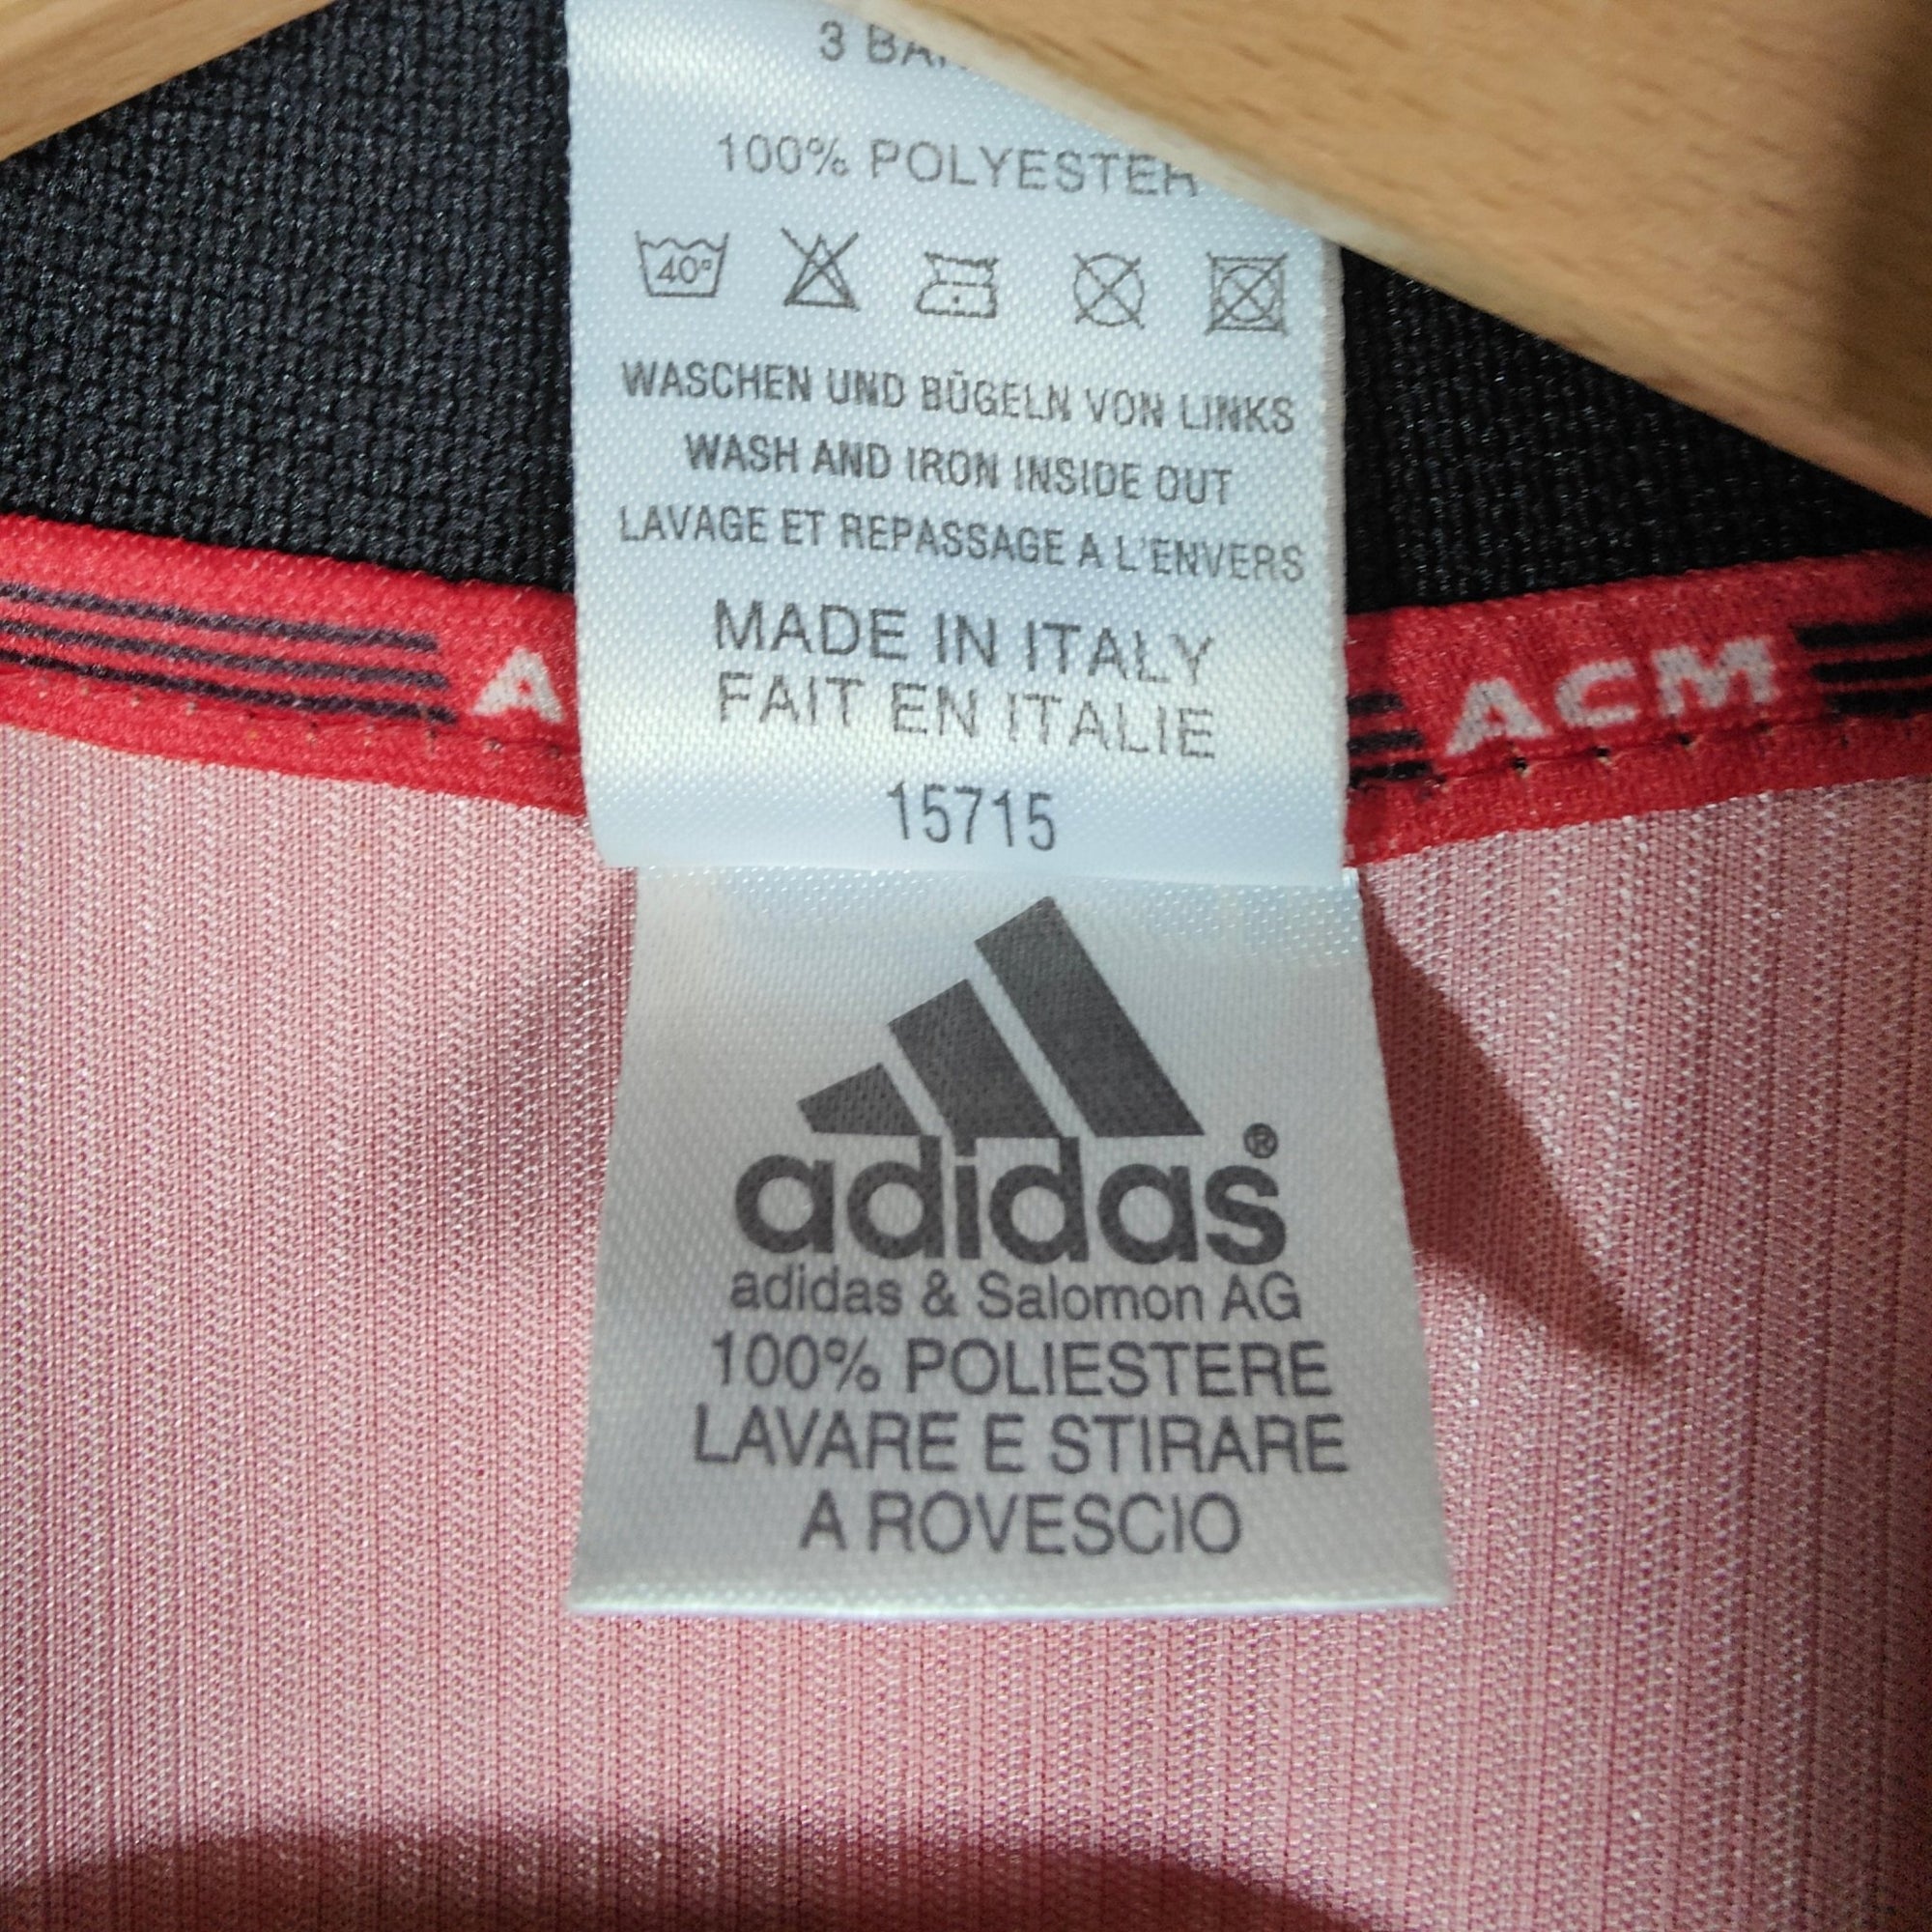 3
100% POLYESTER
40°
WASCHEN UND BÜGELN VON LINKS
WASH AND IRON INSIDE OUT
LAVAGE ET REPASSAGE A L'ENVERS
MADE IN ITALY
FAIT EN ITALIE
15715
A
ACM
adidas®
adidas & Salomon AG
100% POLIESTERE
LAVARE E STIRARE
A ROVESCIO